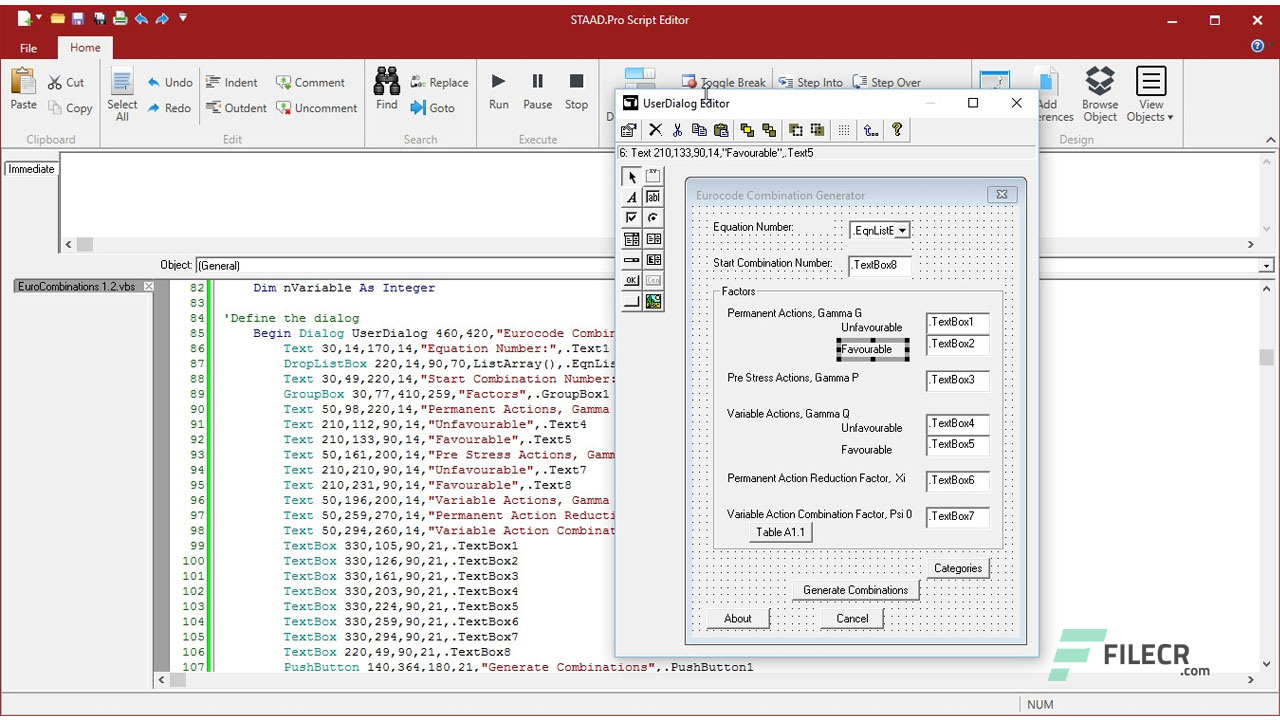 STAAD.Pro Script Editor
File
Home
Paste
Cut
Copy
Clipboard
Select All
Undo
Redo
Indent
Outdent
Comment
Uncomment
Edit
Find
Replace
Goto
Search
Run
Pause
Stop
Execute
Toggle Break
Step Into
Step Over
Browse Object
View Objects
Design
Immediate
Object:
(General)
EuroCombinations 1.2.vbs
82 Dim nVariable As Integer
83
84 'Define the dialog
85 Begin Dialog UserDialog 460,420,"Eurocode Combin
86 Text 30,14,170,14,"Equation Number:",.Text1
87 DropListBox 220,14,90,70,ListArray(),.EqnLis
88 Text 30,49,220,14,"Start Combination Number:
89 GroupBox 30,77,410,259,"Factors",.GroupBox1
90 Text 50,98,220,14,"Permanent Actions, Gamma
91 Text 210,112,90,14,"Unfavourable",.Text4
92 Text 210,133,90,14,"Favourable",.Text5
93 Text 50,161,200,14,"Pre Stress Actions, Gamm
94 Text 210,210,90,14,"Unfavourable",.Text7
95 Text 210,231,90,14,"Favourable",.Text8
96 Text 50,196,200,14,"Variable Actions, Gamma
97 Text 50,259,270,14,"Permanent Action Reducti
98 Text 50,294,260,14,"Variable Action Combinat
99 TextBox 330,105,90,21,.TextBox1
100 TextBox 330,126,90,21,.TextBox2
101 TextBox 330,161,90,21,.TextBox3
102 TextBox 330,203,90,21,.TextBox4
103 TextBox 330,224,90,21,.TextBox5
104 TextBox 330,259,90,21,.TextBox6
105 TextBox 330,294,90,21,.TextBox7
106 TextBox 220,49,90,21,.TextBox8
107 PushButton 140,364,180,21,"Generate Combinations",.PushButton1
UserDialog Editor
6: Text 210,133,90,14,"Favourable",.Text5
Eurocode Combination Generator
Equation Number:
.EqnListE
Start Combination Number:
.TextBox8
Factors
Permanent Actions, Gamma G
Unfavourable
.TextBox1
Favourable
.TextBox2
Pre Stress Actions, Gamma P
.TextBox3
Variable Actions, Gamma Q
Unfavourable
.TextBox4
Favourable
.TextBox5
Permanent Action Reduction Factor, Xi
.TextBox6
Variable Action Combination Factor, Psi 0
.TextBox7
Table A1.1
Categories
Generate Combinations
About
Cancel
FILECR
.com
NUM